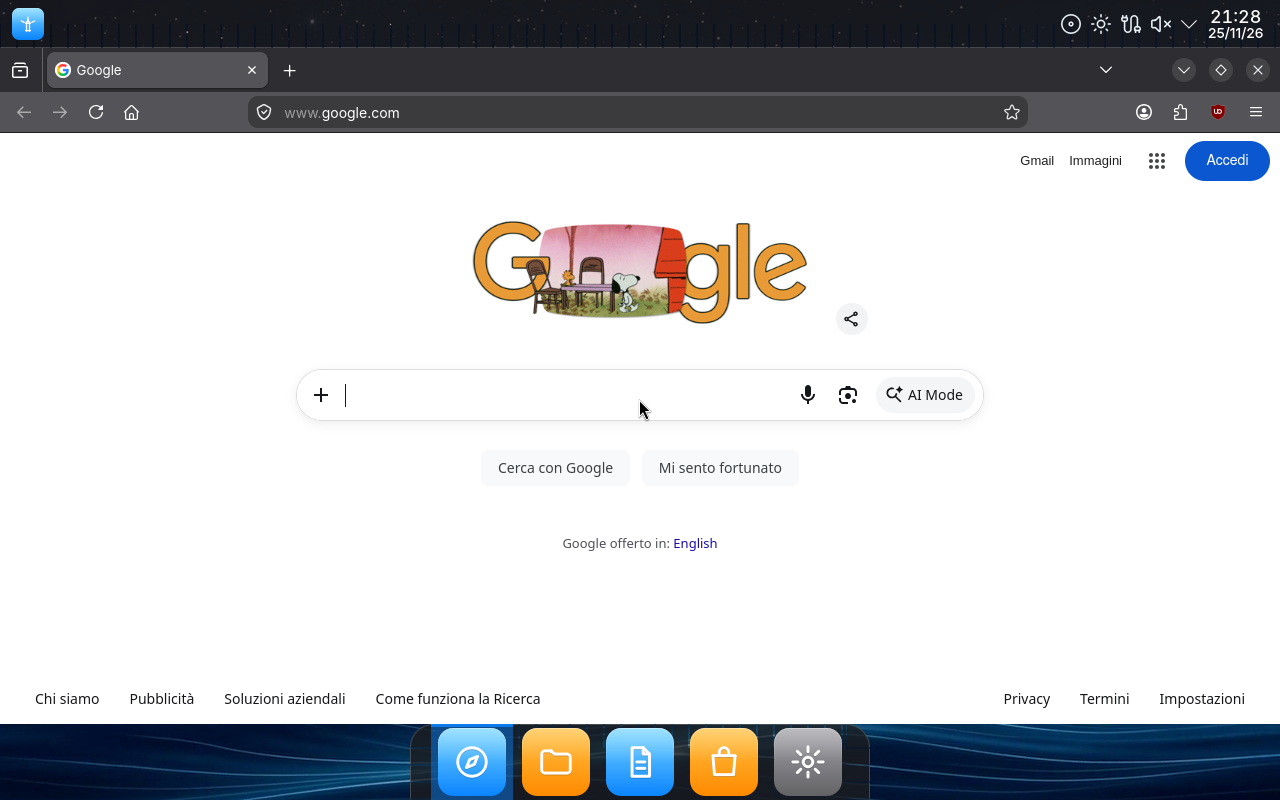 21:28
25/11/26
Google
www.google.com
Gmail Immagini Accedi
Google
AI Mode
Cerca con Google Mi sento fortunato
Google offerto in: English
Chi siamo Pubblicità Soluzioni aziendali Come funziona la Ricerca Privacy Termini Impostazioni